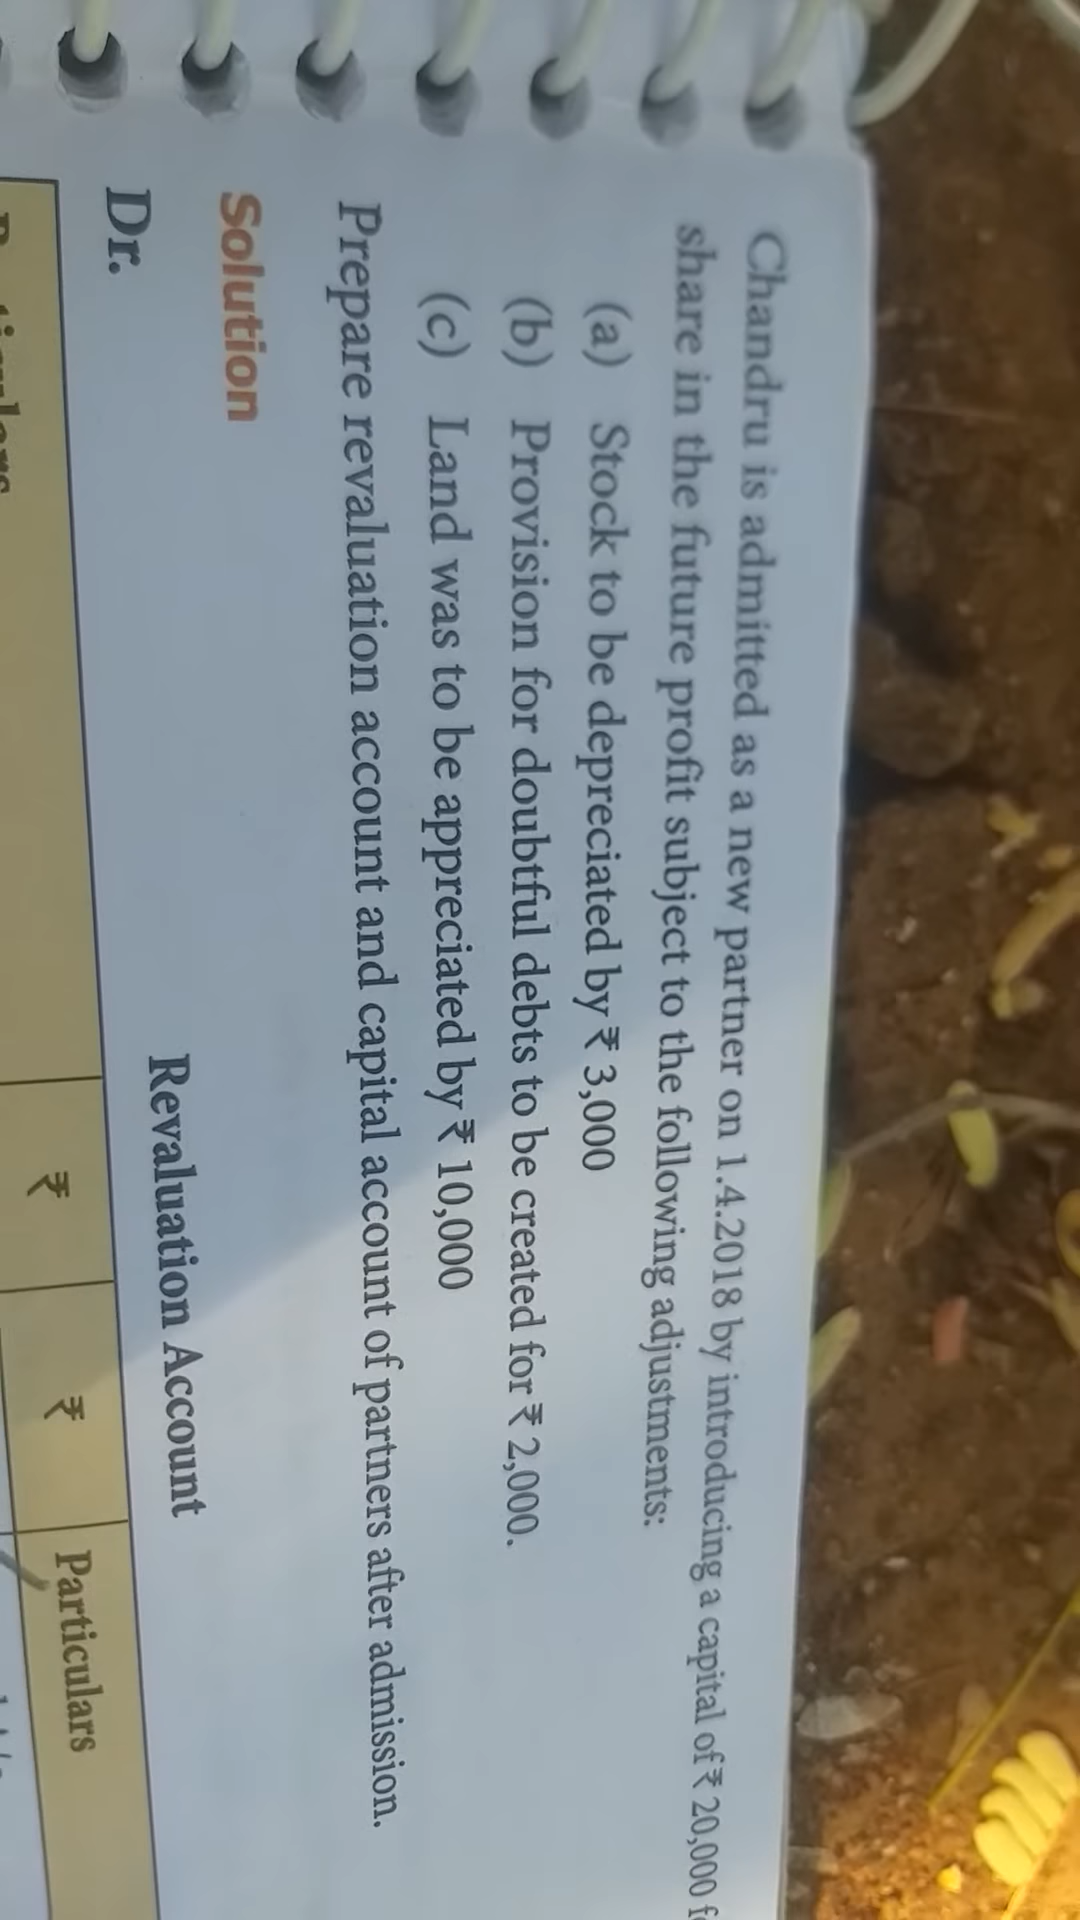 Chandru is admitted as a new partner on 1.4.2018 by introducing a capital of ₹ 20,000
share in the future profit subject to the following adjustments:
(a) Stock to be depreciated by ₹ 3,000
(b) Provision for doubtful debts to be created for ₹ 2,000.
(c) Land was to be appreciated by ₹ 10,000
Prepare revaluation account and capital account of partners after admission.
Solution
Dr. Revaluation Account
₹ ₹ Particulars